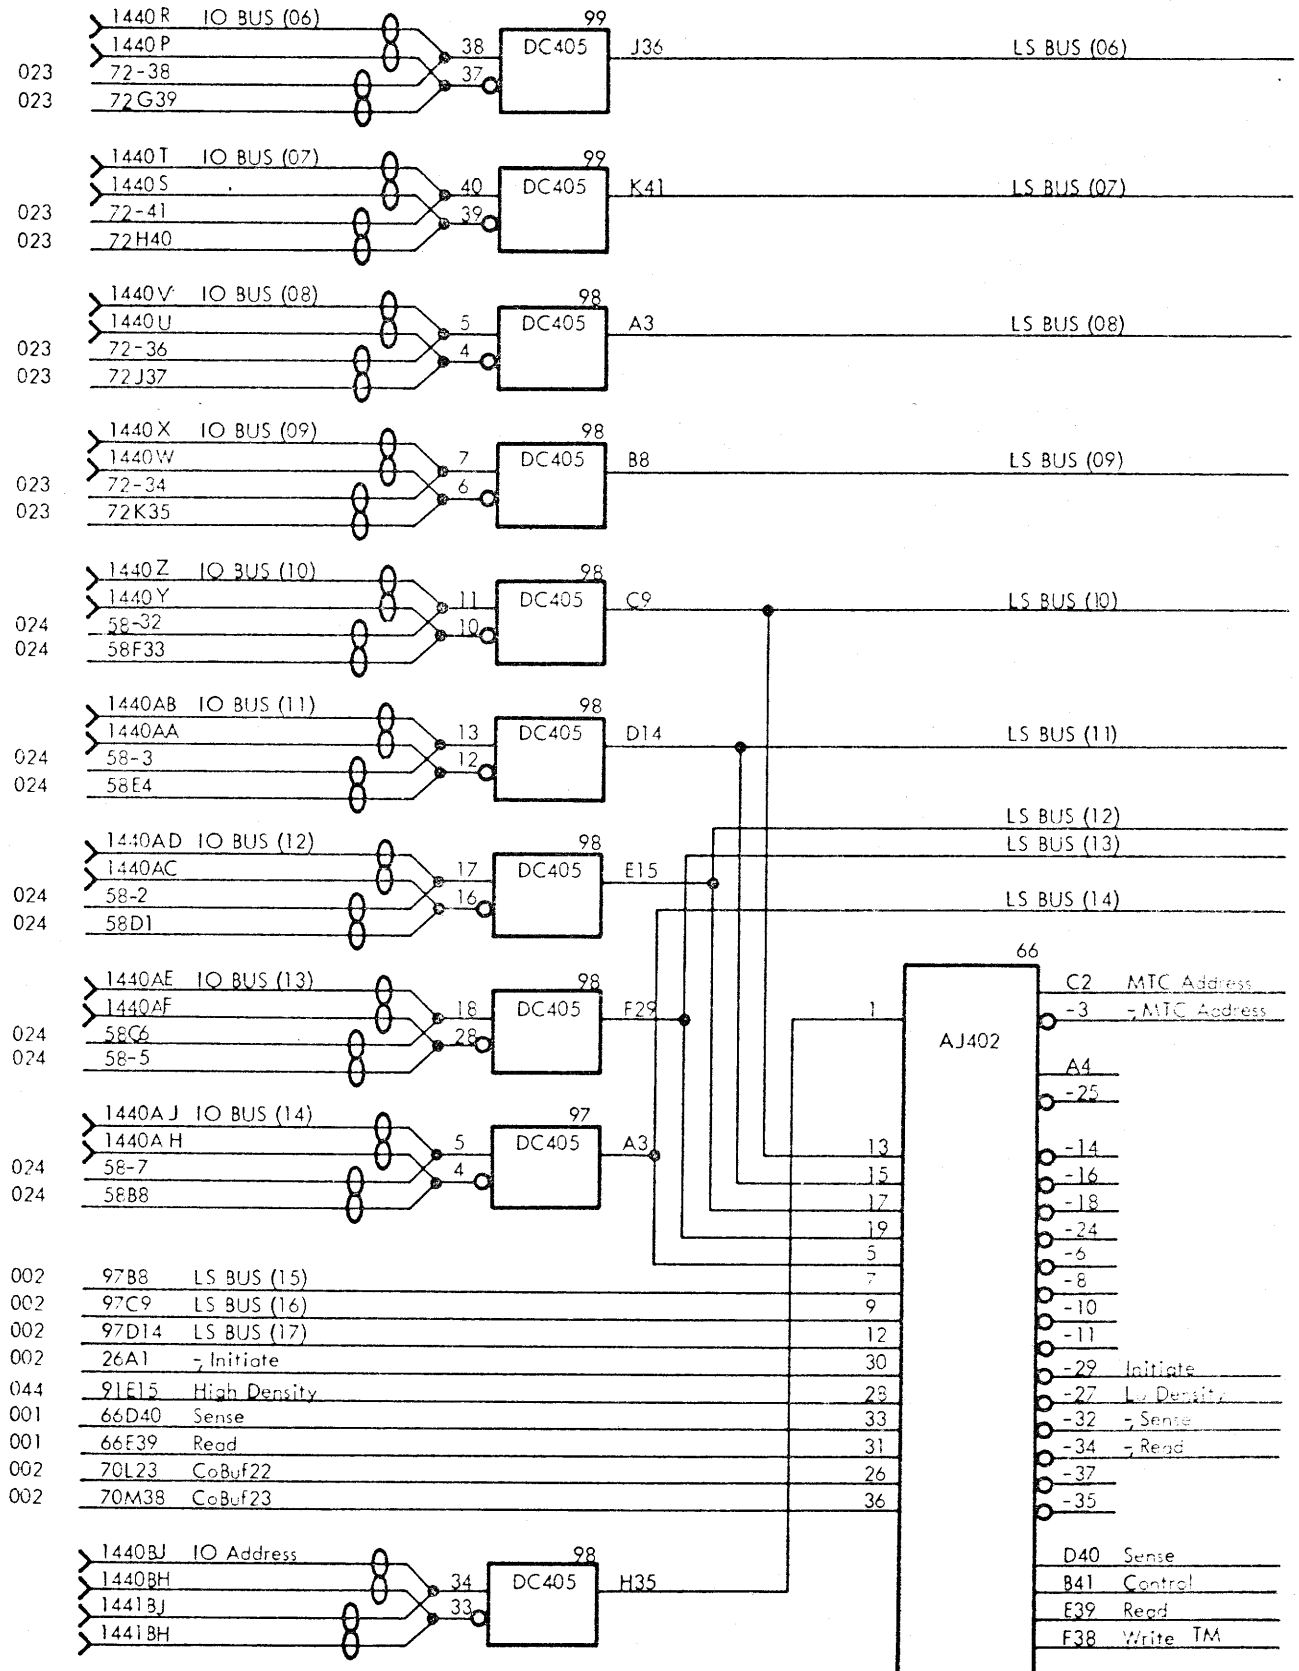 1440R IO BUS (06) 99
1440P 38 DC405 J36 LS BUS (06)
023 72-38 37
023 72G39
1440T IO BUS (07) 99
1440S 40 DC405 K41 LS BUS (07)
023 72-41 39
023 72H40
1440V IO BUS (08) 98
1440U 5 DC405 A3 LS BUS (08)
023 72-36 4
023 72J37
1440X IO BUS (09) 98
1440W 7 DC405 B8 LS BUS (09)
023 72-34 6
023 72K35
1440Z IO BUS (10) 98
1440Y 11 DC405 C9 LS BUS (10)
024 58-32 10
024 58F33
1440AB IO BUS (11) 98
1440AA 13 DC405 D14 LS BUS (11)
024 58-3 12
024 58E4
LS BUS (12)
1440AD IO BUS (12) 98 LS BUS (13)
1440AC 17 DC405 E15
024 58-2 16 LS BUS (14)
024 58D1
66
1440AE IO BUS (13) 98 C2 MTC Address
1440AF 18 DC405 F29 1 -3 ¬MTC Address
024 58C6 28 AJ402
024 58-5 A4
-25
1440AJ IO BUS (14) 97
1440AH 5 DC405 A3 13 -14
024 58-7 4 15 -16
024 58B8 17 -18
19 -24
5 -6
002 97B8 LS BUS (15) 7 -8
002 97C9 LS BUS (16) 9 -10
002 97D14 LS BUS (17) 12 -11
002 26A1 ¬Initiate 30 -29 Initiate
044 91E15 High Density 28 -27 Lo Density
001 66D40 Sense 33 -32 ¬Sense
001 66E39 Read 31 -34 ¬Read
002 70L23 CoBuf22 26 -37
002 70M38 CoBuf23 36 -35
1440BJ IO Address 98 D40 Sense
1440BH 34 DC405 H35 B41 Control
1441BJ 33 E39 Read
1441BH F38 Write TM